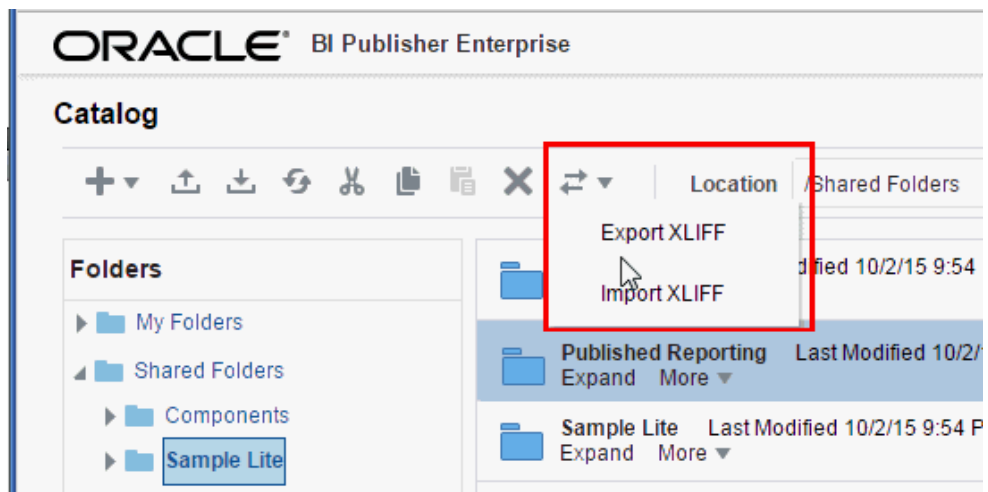 ORACLE® BI Publisher Enterprise
Catalog
Location /Shared Folders
Export XLIFF
Import XLIFF
Folders
My Folders
Shared Folders
Components
Sample Lite
dified 10/2/15 9:54
Published Reporting Last Modified 10/2/
Expand More
Sample Lite Last Modified 10/2/15 9:54 P
Expand More